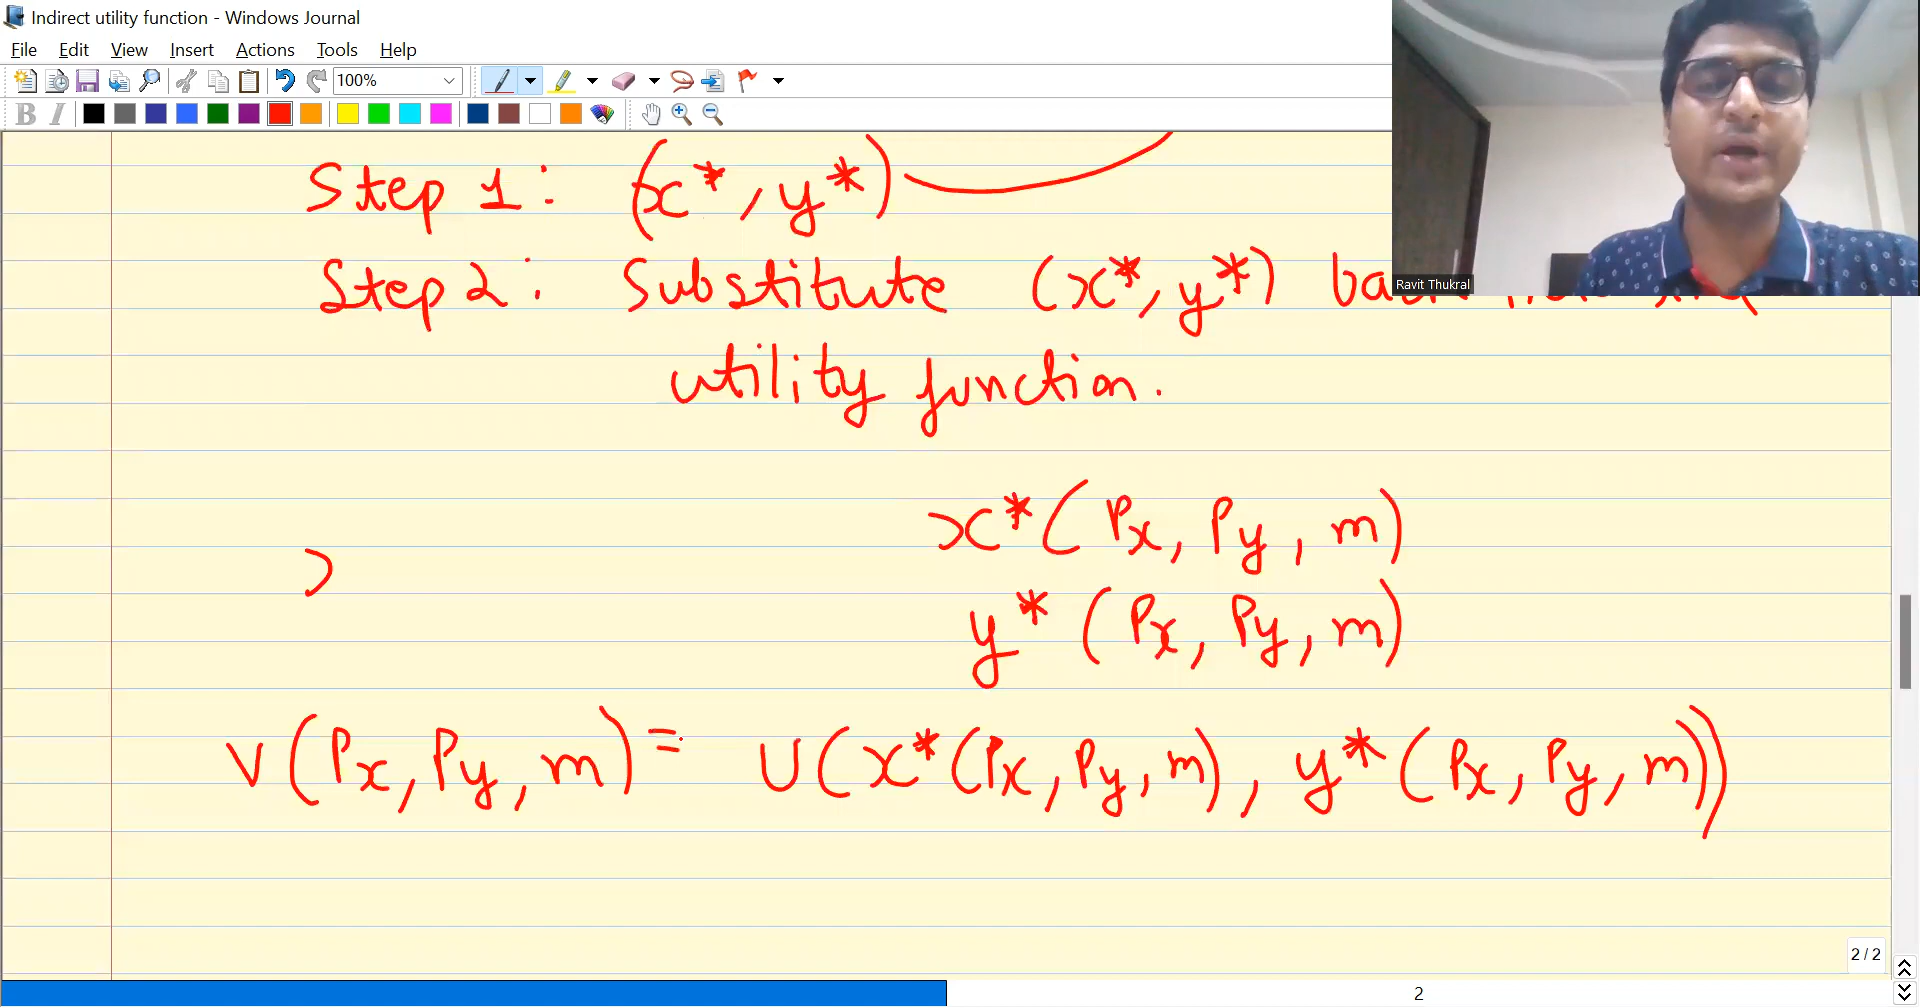 Indirect utility function - Windows Journal
File Edit View Insert Actions Tools Help
100%
B I
Ravit Thukral
Step 1: (x*, y*)
Step 2: Substitute (x*, y*)
utility function.
x*(Px, Py, m)
y*(Px, Py, m)
V(Px, Py, m) = U(x*(Px, Py, m), y*(Px, Py, m))
2 / 2
2